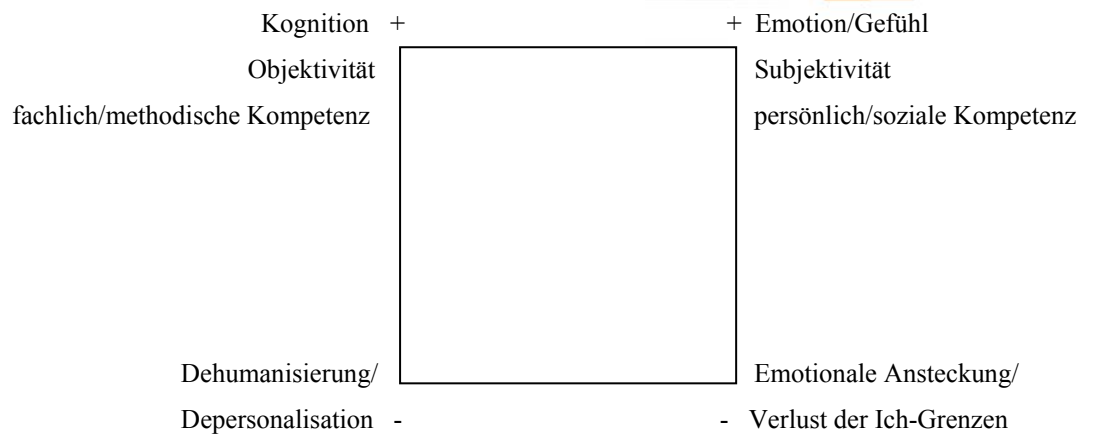 Kognition + + Emotion/Gefühl
Objektivität Subjektivität
fachlich/methodische Kompetenz persönlich/soziale Kompetenz
Dehumanisierung/ Emotionale Ansteckung/
Depersonalisation - - Verlust der Ich-Grenzen